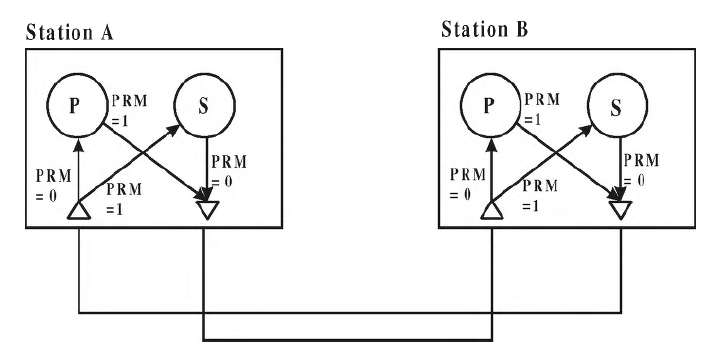 Station A
Station B
P
PRM
=1
S
PRM
= 0
PRM
=1
PRM
= 0
P
PRM
=1
S
PRM
= 0
PRM
=1
PRM
= 0